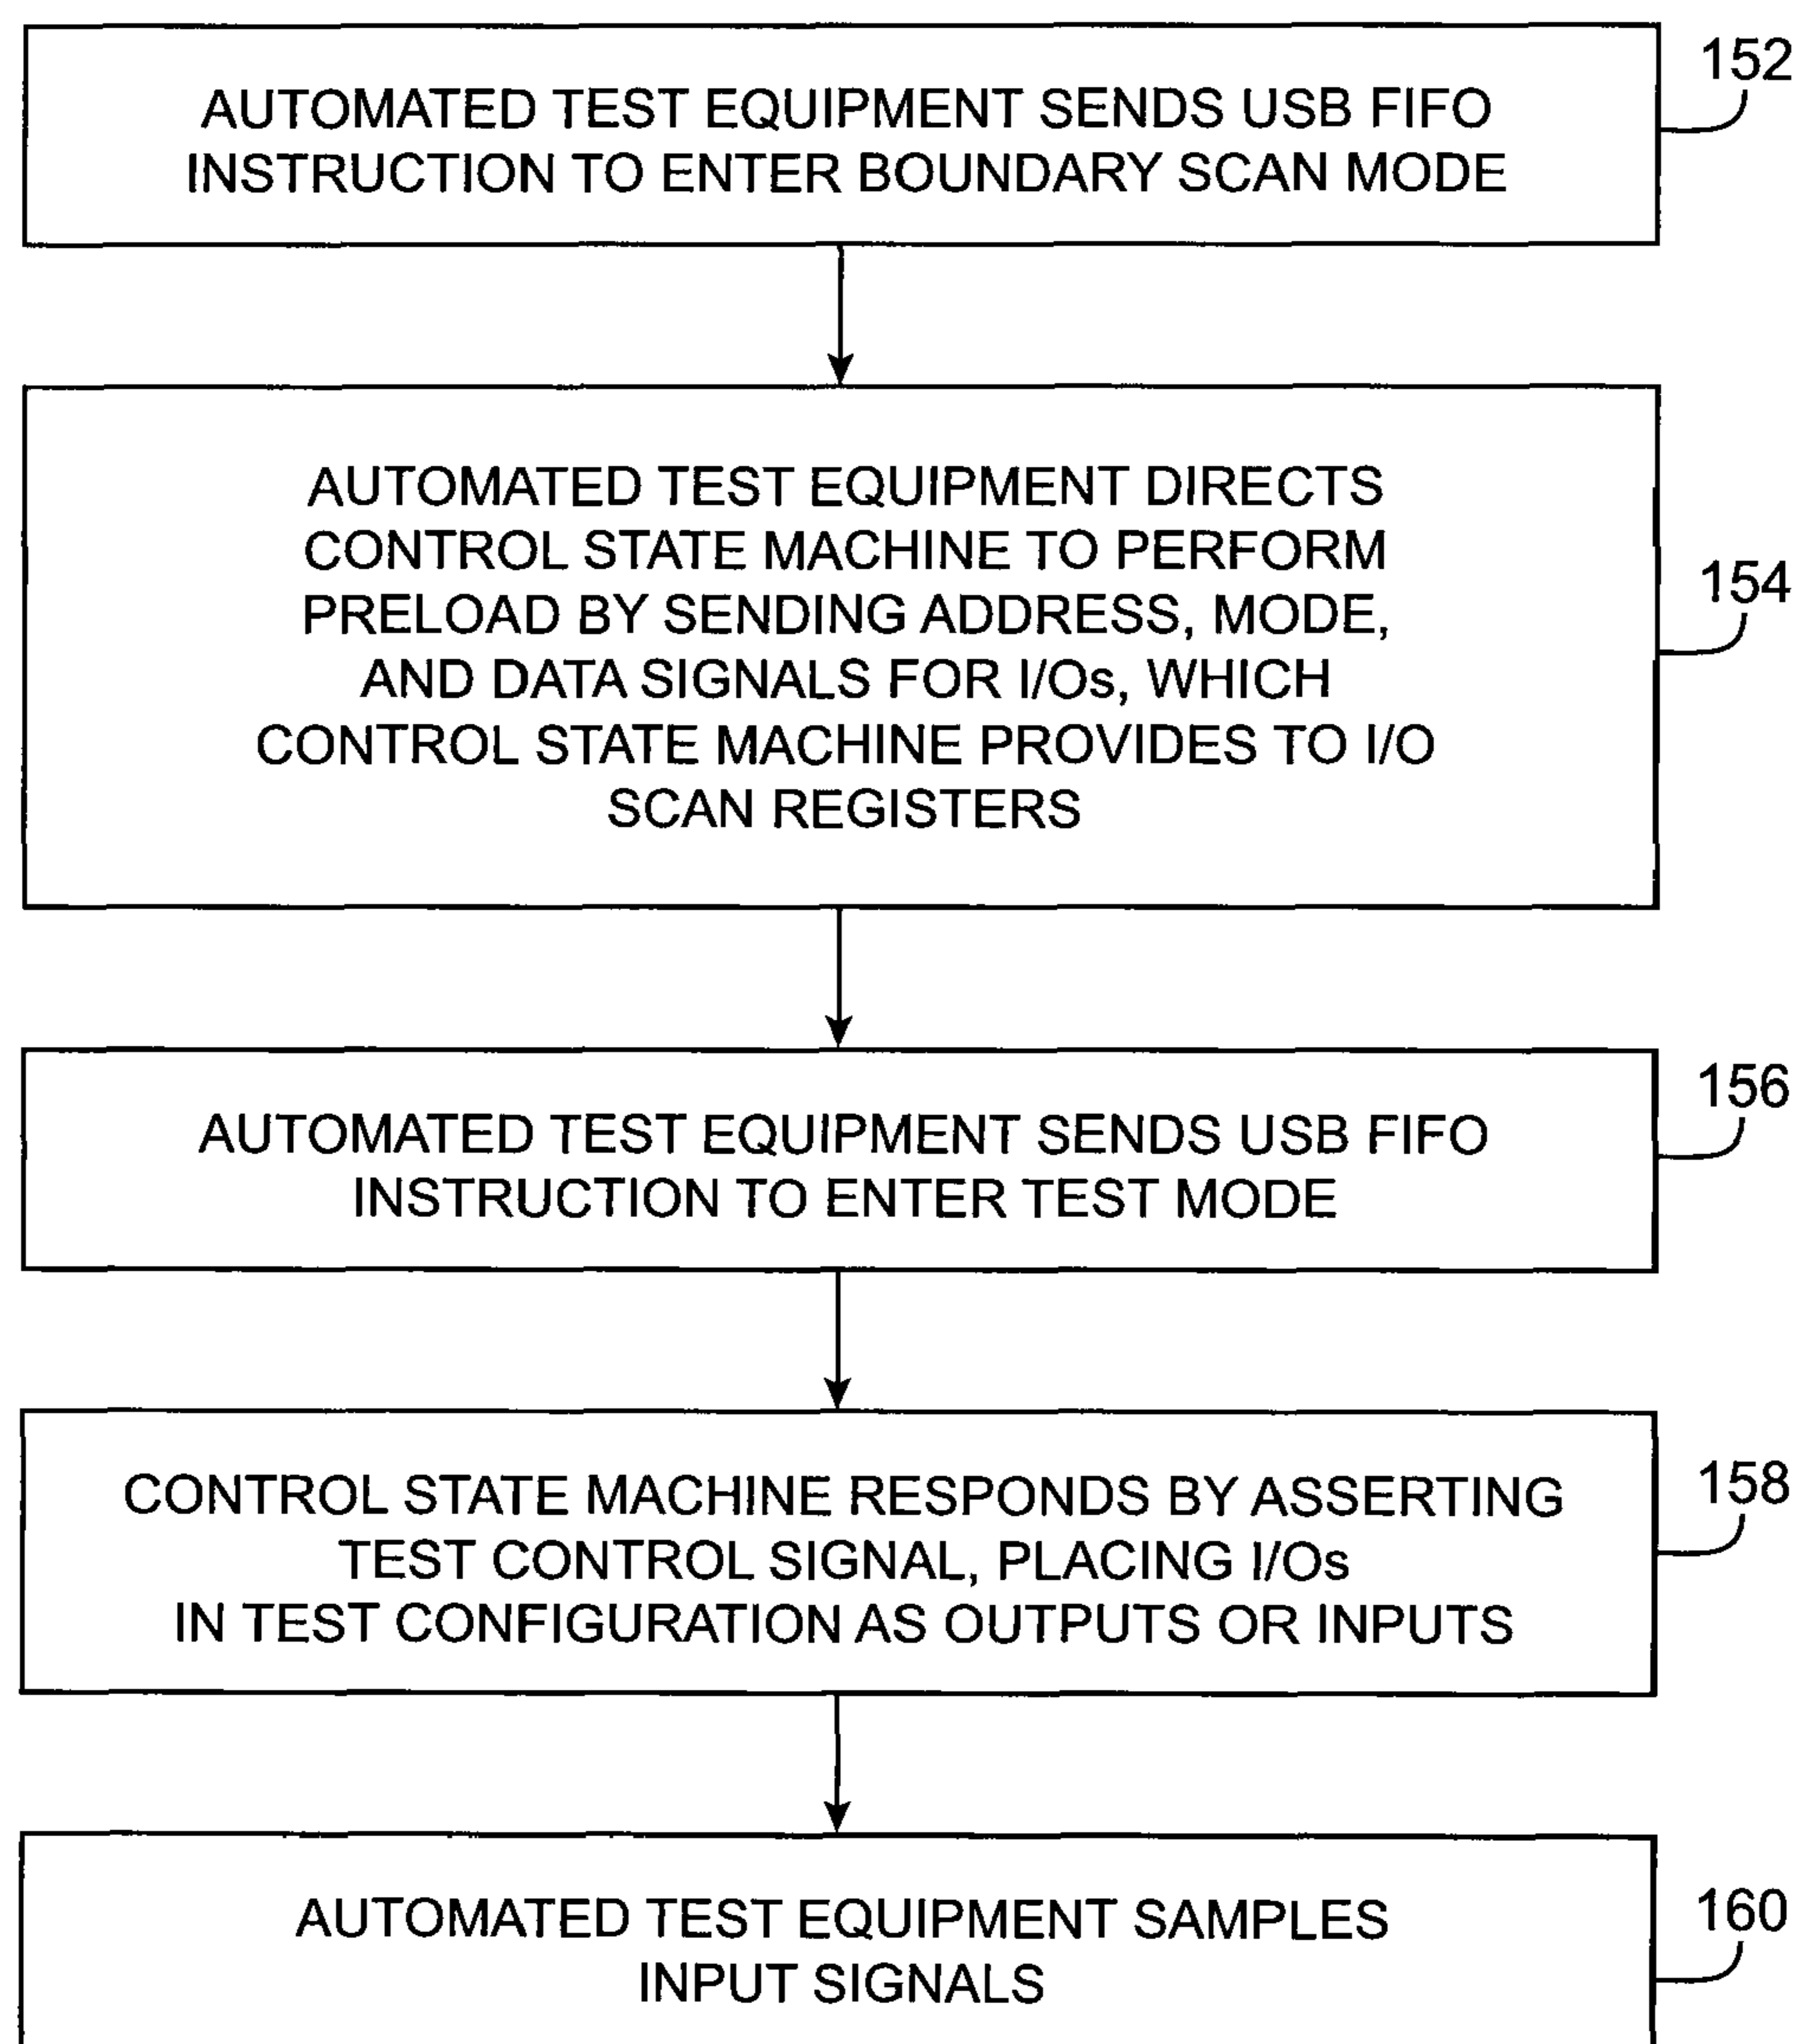 152
AUTOMATED TEST EQUIPMENT SENDS USB FIFO
INSTRUCTION TO ENTER BOUNDARY SCAN MODE
154
AUTOMATED TEST EQUIPMENT DIRECTS
CONTROL STATE MACHINE TO PERFORM
PRELOAD BY SENDING ADDRESS, MODE,
AND DATA SIGNALS FOR I/Os, WHICH
CONTROL STATE MACHINE PROVIDES TO I/O
SCAN REGISTERS
156
AUTOMATED TEST EQUIPMENT SENDS USB FIFO
INSTRUCTION TO ENTER TEST MODE
158
CONTROL STATE MACHINE RESPONDS BY ASSERTING
TEST CONTROL SIGNAL, PLACING I/Os
IN TEST CONFIGURATION AS OUTPUTS OR INPUTS
160
AUTOMATED TEST EQUIPMENT SAMPLES
INPUT SIGNALS